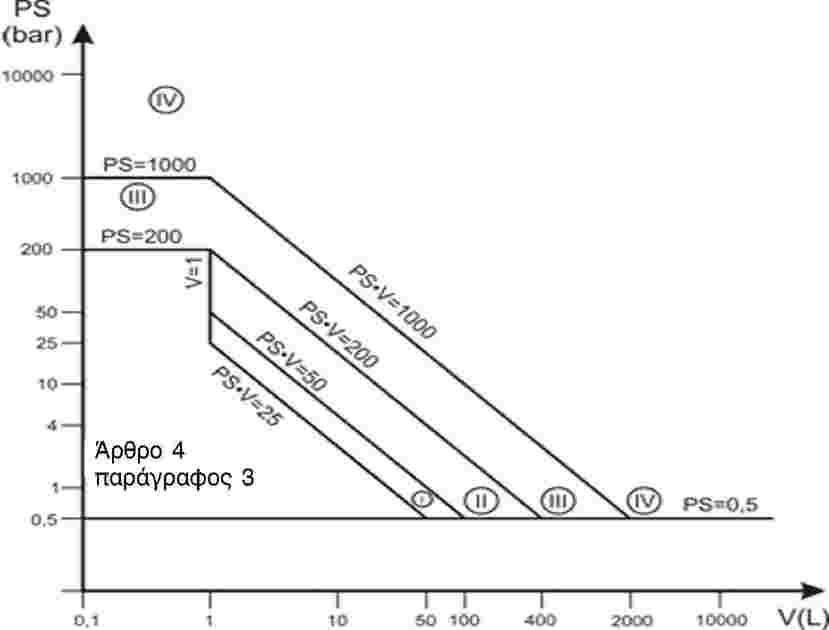 PS
(bar)
10000
IV
PS=1000
1000
III
PS=200
200
V=1
PS•V=1000
50
PS•V=200
25
PS•V=50
10
PS•V=25
4
Άρθρο 4
παράγραφος 3
1
I
II
III
IV
PS=0,5
0.5
0,1
1
10
50
100
400
2000
10000
V(L)